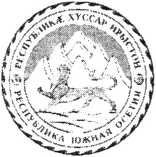 РЕСПУБЛИКÆ ХУССАР ИРЫСТОН
РЕСПУБЛИКА ЮЖНАЯ ОСЕТИЯ